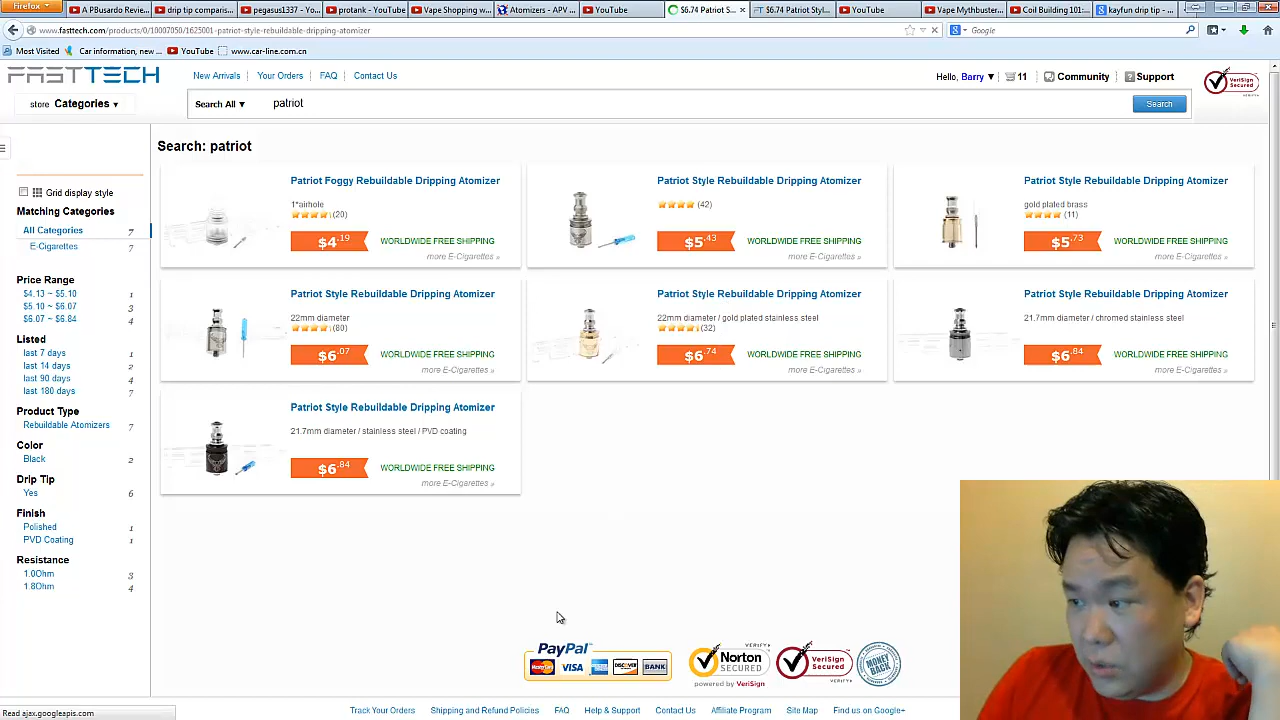 Firefox
A PBusardo Revie...
drip tip comparis...
pegasus1337 - Yo...
protank - YouTube
Vape Shopping w...
Atomizers - APV ...
YouTube
$6.74 Patriot S...
$6.74 Patriot Styl...
YouTube
Vape Mythbuster...
Coil Building 101:...
kayfun drip tip - ...
www.fasttech.com/products/0/10007050/1625001-patriot-style-rebuildable-dripping-atomizer
Google
Most Visited
Car information, new ...
YouTube
www.car-line.com.cn
FASTTECH
New Arrivals
Your Orders
FAQ
Contact Us
Hello, Barry ▼
11
Community
Support
VeriSign Secured
store Categories ▼
Search All ▼
patriot
Search
Search: patriot
Grid display style
Matching Categories
All Categories 7
E-Cigarettes 7
Price Range
$4.13 ~ $5.10 1
$5.10 ~ $6.07 3
$6.07 ~ $6.84 4
Listed
last 7 days 1
last 14 days 2
last 90 days 4
last 180 days 7
Product Type
Rebuildable Atomizers 7
Color
Black 2
Drip Tip
Yes 6
Finish
Polished 1
PVD Coating 1
Resistance
1.0Ohm 3
1.8Ohm 4
Patriot Foggy Rebuildable Dripping Atomizer
1*airhole
(20)
$4.19 WORLDWIDE FREE SHIPPING
more E-Cigarettes »
Patriot Style Rebuildable Dripping Atomizer
(42)
$5.43 WORLDWIDE FREE SHIPPING
more E-Cigarettes »
Patriot Style Rebuildable Dripping Atomizer
gold plated brass
(11)
$5.73 WORLDWIDE FREE SHIPPING
more E-Cigarettes »
Patriot Style Rebuildable Dripping Atomizer
22mm diameter
(80)
$6.07 WORLDWIDE FREE SHIPPING
more E-Cigarettes »
Patriot Style Rebuildable Dripping Atomizer
22mm diameter / gold plated stainless steel
(32)
$6.74 WORLDWIDE FREE SHIPPING
more E-Cigarettes »
Patriot Style Rebuildable Dripping Atomizer
21.7mm diameter / chromed stainless steel
$6.84 WORLDWIDE FREE SHIPPING
more E-Cigarettes »
Patriot Style Rebuildable Dripping Atomizer
21.7mm diameter / stainless steel / PVD coating
$6.84 WORLDWIDE FREE SHIPPING
more E-Cigarettes »
PayPal
MasterCard VISA DISCOVER BANK
VERIFY
Norton SECURED
powered by VeriSign
VERIFY
VeriSign Secured
VERIFY
Read ajax.googleapis.com
Track Your Orders
Shipping and Refund Policies
FAQ
Help & Support
Contact Us
Affiliate Program
Site Map
Find us on Google+